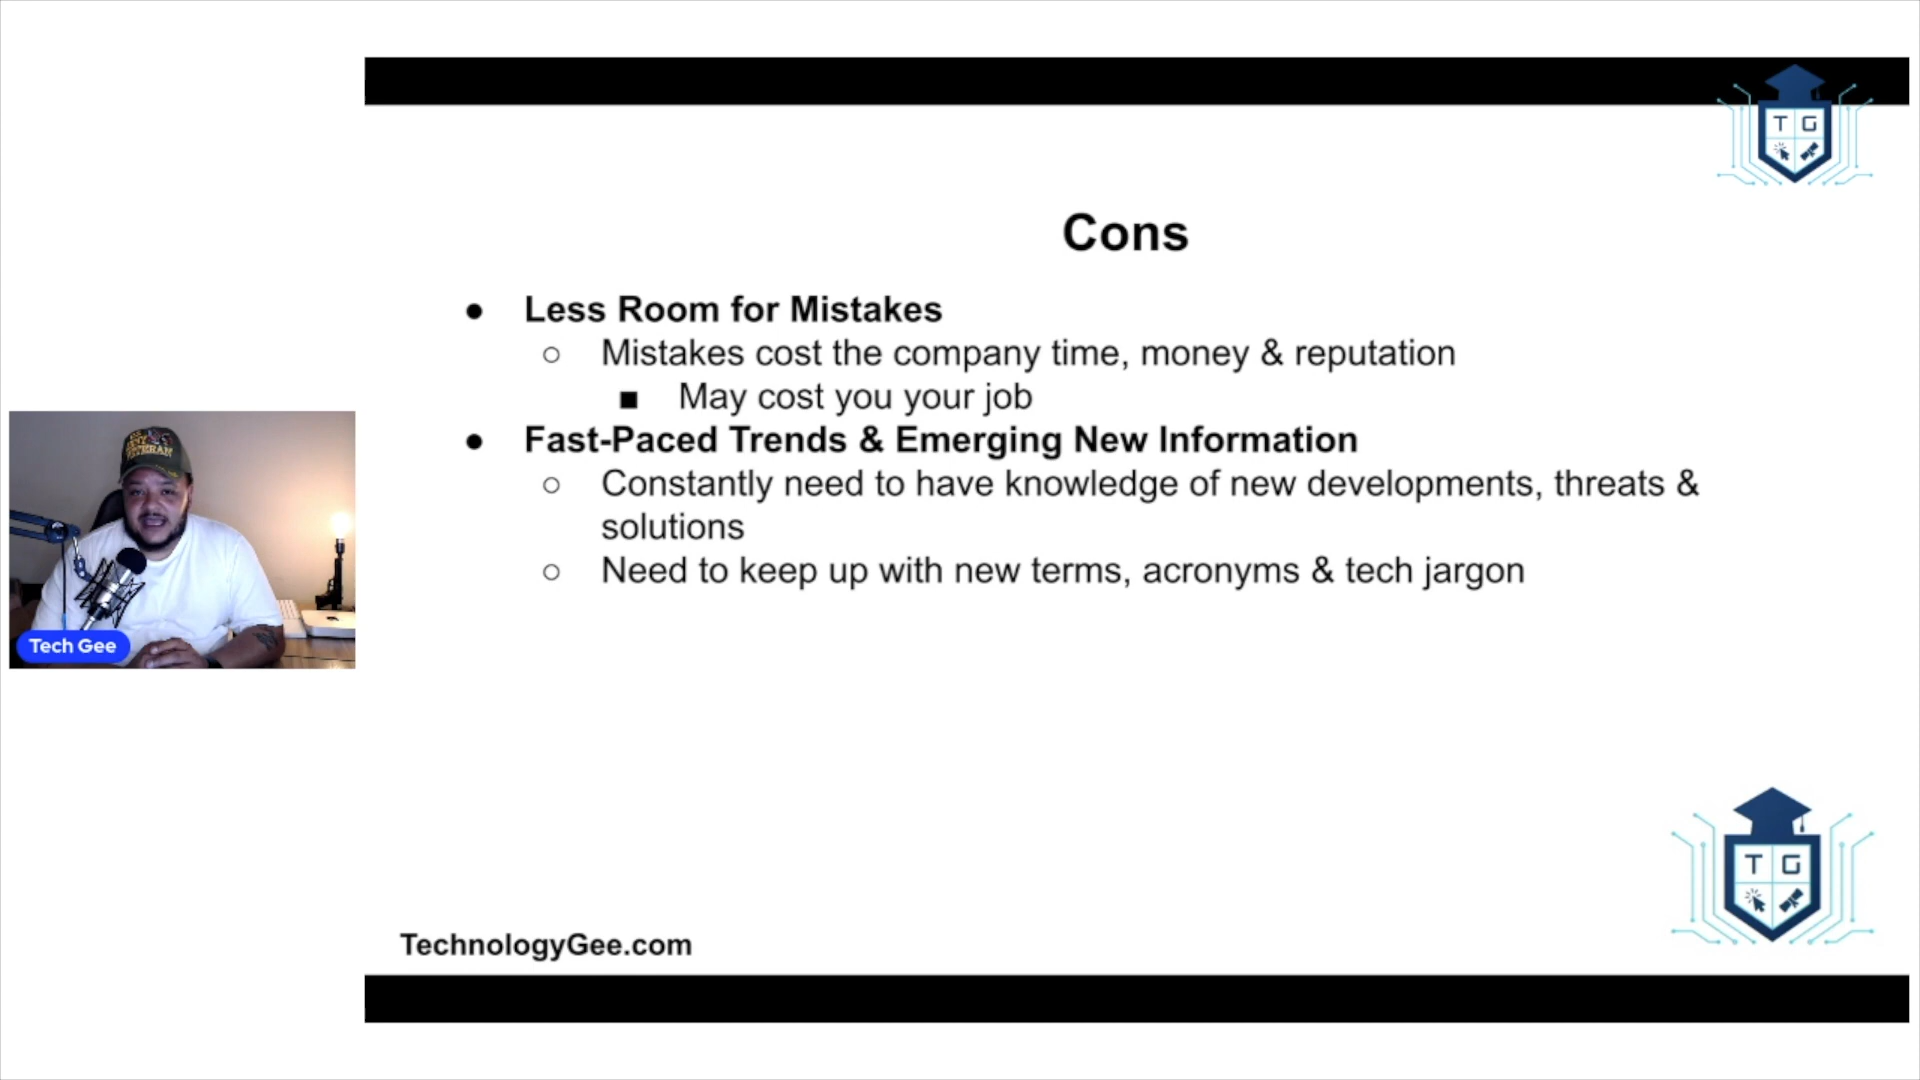 T G
Cons
● Less Room for Mistakes
○ Mistakes cost the company time, money & reputation
■ May cost you your job
● Fast-Paced Trends & Emerging New Information
○ Constantly need to have knowledge of new developments, threats &
solutions
○ Need to keep up with new terms, acronyms & tech jargon
VETERAN
Tech Gee
T G
TechnologyGee.com